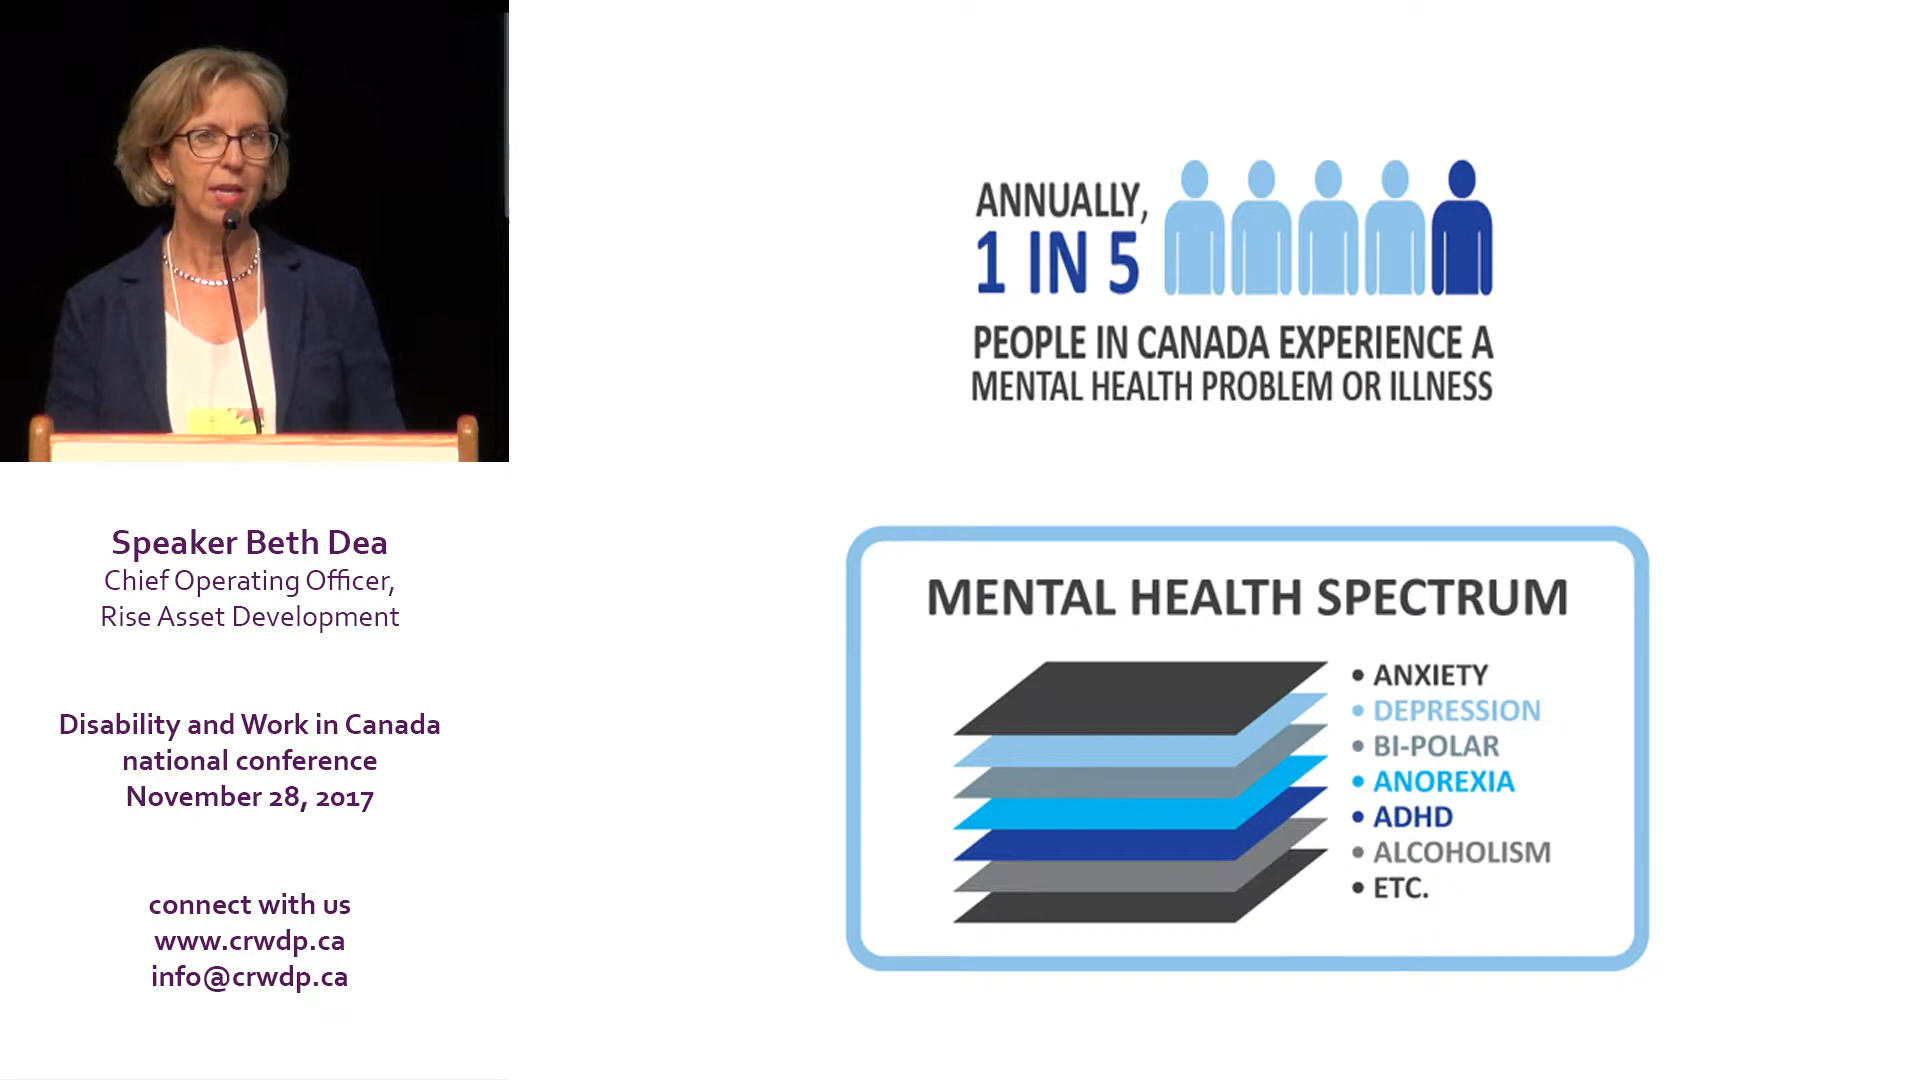 Speaker Beth Dea
Chief Operating Officer,
Rise Asset Development
Disability and Work in Canada
national conference
November 28, 2017
connect with us
www.crwdp.ca
info@crwdp.ca
ANNUALLY,
1 IN 5
PEOPLE IN CANADA EXPERIENCE A
MENTAL HEALTH PROBLEM OR ILLNESS
MENTAL HEALTH SPECTRUM
• ANXIETY
• DEPRESSION
• BI-POLAR
• ANOREXIA
• ADHD
• ALCOHOLISM
• ETC.